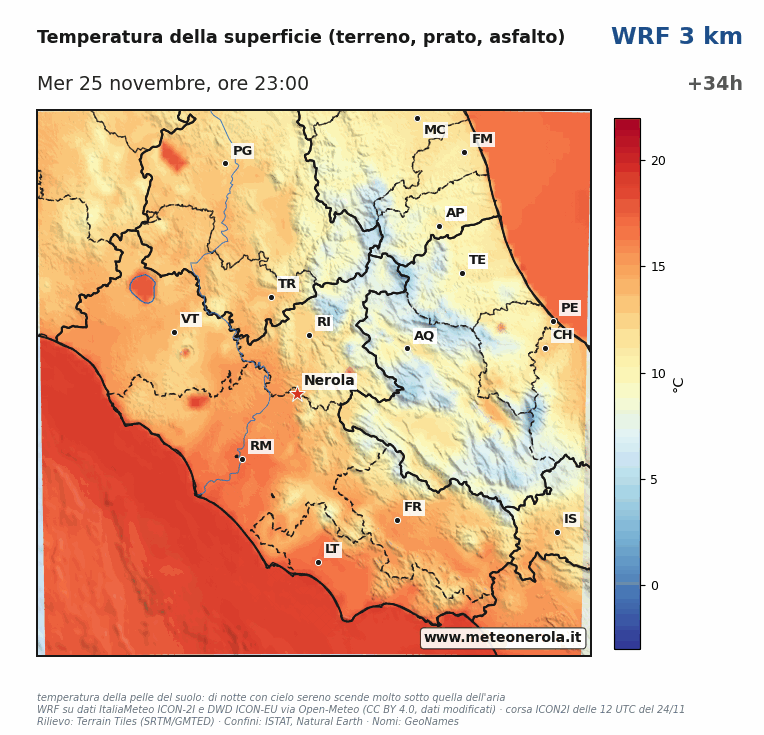 Temperatura della superficie (terreno, prato, asfalto)
WRF 3 km
Mer 25 novembre, ore 23:00
+34h
MC
FM
PG
AP
TE
TR
PE
RI
VT
AQ
CH
Nerola
RM
FR
IS
LT
www.meteonerola.it
20
15
10
5
0
°C
temperatura della pelle del suolo: di notte con cielo sereno scende molto sotto quella dell'aria
WRF su dati ItaliaMeteo ICON-2I e DWD ICON-EU via Open-Meteo (CC BY 4.0, dati modificati) · corsa ICON2I delle 12 UTC del 24/11
Rilievo: Terrain Tiles (SRTM/GMTED) · Confini: ISTAT, Natural Earth · Nomi: GeoNames